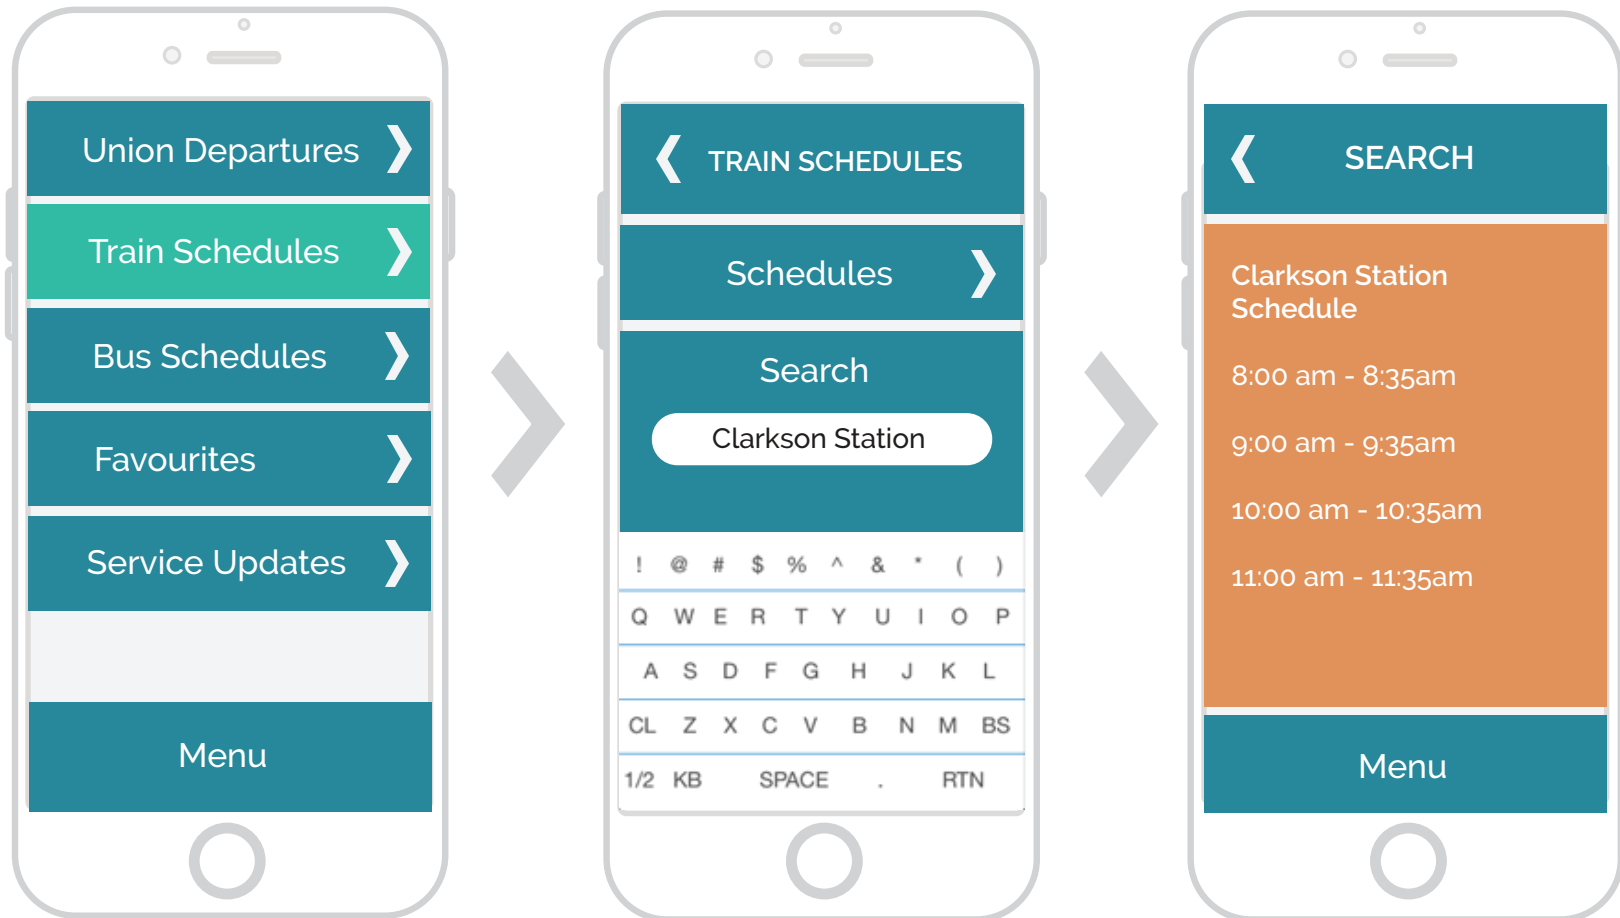 Union Departures
Train Schedules
Bus Schedules
Favourites
Service Updates
Menu
TRAIN SCHEDULES
Schedules
Search
Clarkson Station
! @ # $ % ^ & * ( )
Q W E R T Y U I O P
A S D F G H J K L
CL Z X C V B N M BS
1/2 KB SPACE . RTN
SEARCH
Clarkson Station
Schedule
8:00 am - 8:35am
9:00 am - 9:35am
10:00 am - 10:35am
11:00 am - 11:35am
Menu